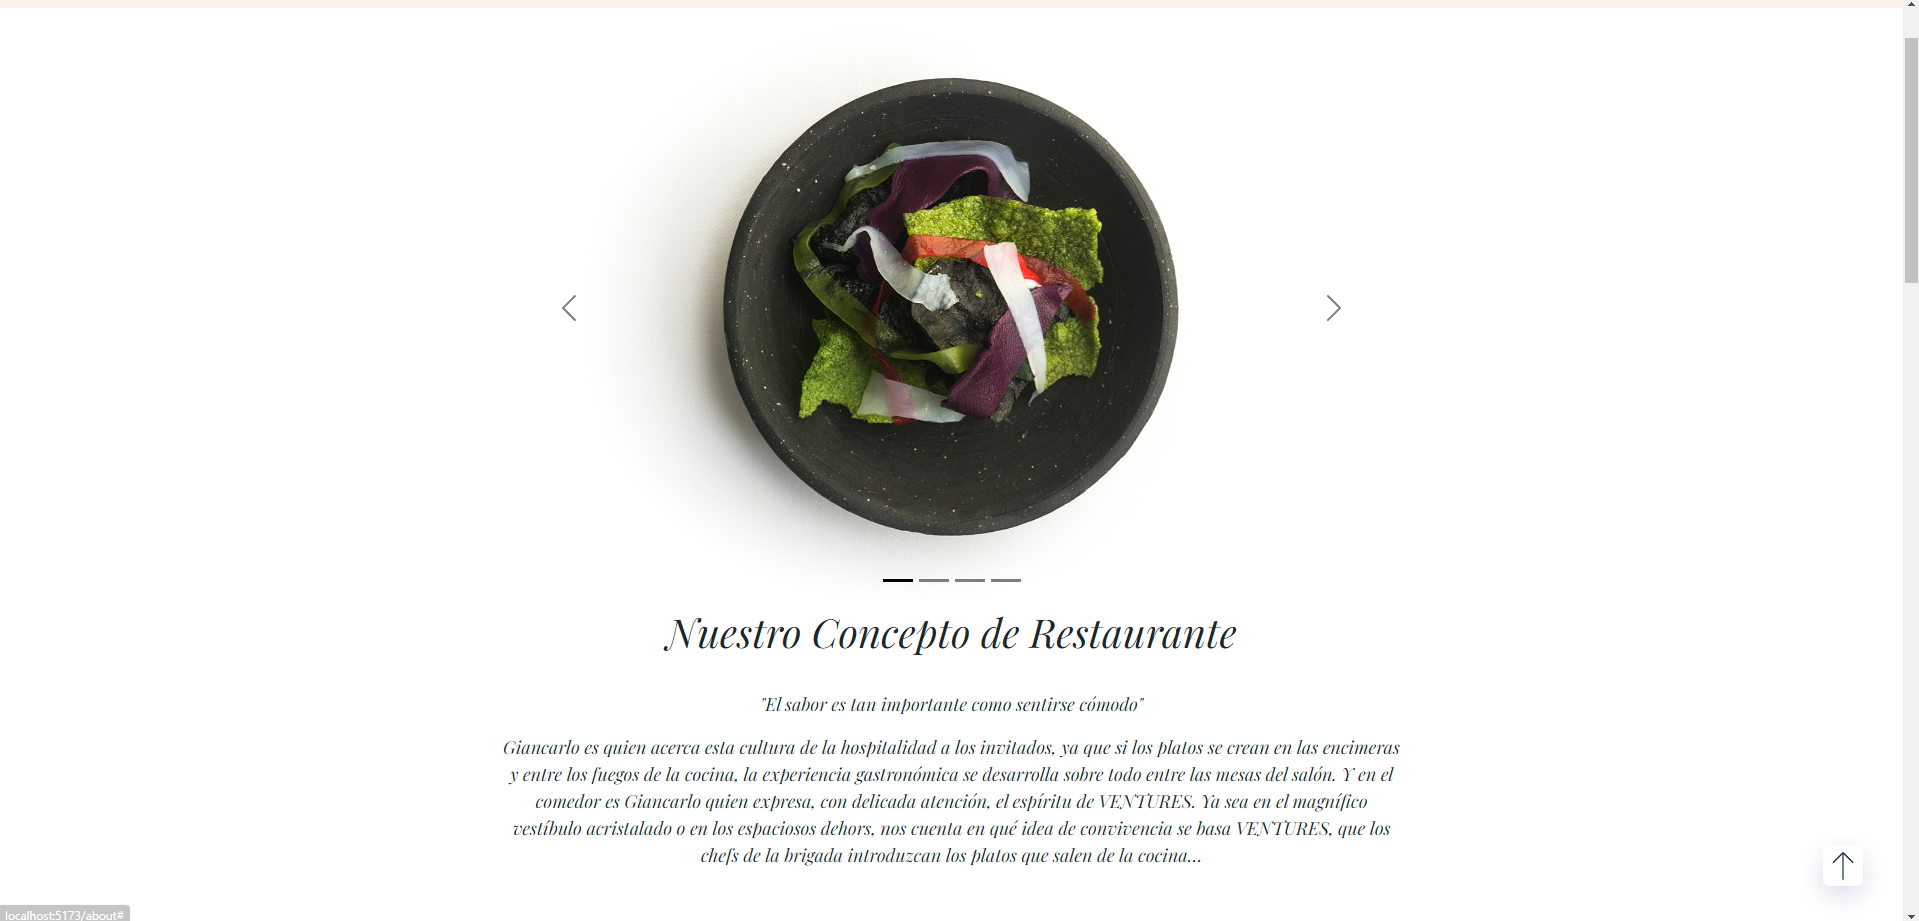 Nuestro Concepto de Restaurante
"El sabor es tan importante como sentirse cómodo"
Giancarlo es quien acerca esta cultura de la hospitalidad a los invitados, ya que si los platos se crean en las encimeras
y entre los fuegos de la cocina, la experiencia gastronómica se desarrolla sobre todo entre las mesas del salón. Y en el
comedor es Giancarlo quien expresa, con delicada atención, el espíritu de VENTURES. Ya sea en el magnífico
vestíbulo acristalado o en los espaciosos dehors, nos cuenta en qué idea de convivencia se basa VENTURES, que los
chefs de la brigada introduzcan los platos que salen de la cocina...
localhost:5173/about#